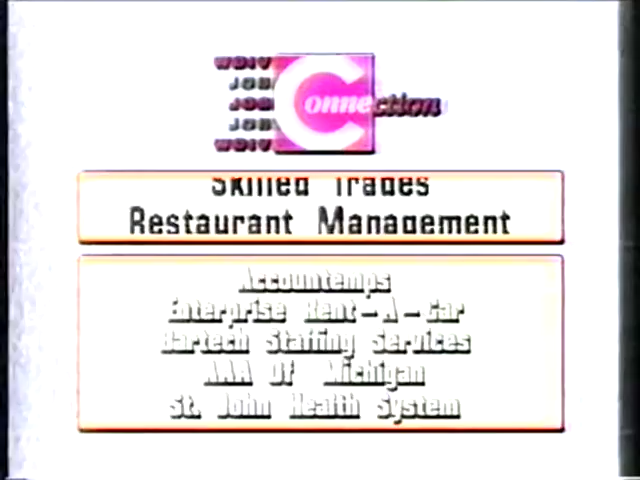 WDIV
JOB
JOB
JOB
WDIV
Connection
Skilled Trades
Restaurant Management
Accountemps
Enterprise Rent-A-Car
Bartech Staffing Services
AAA Of Michigan
St. John Health System